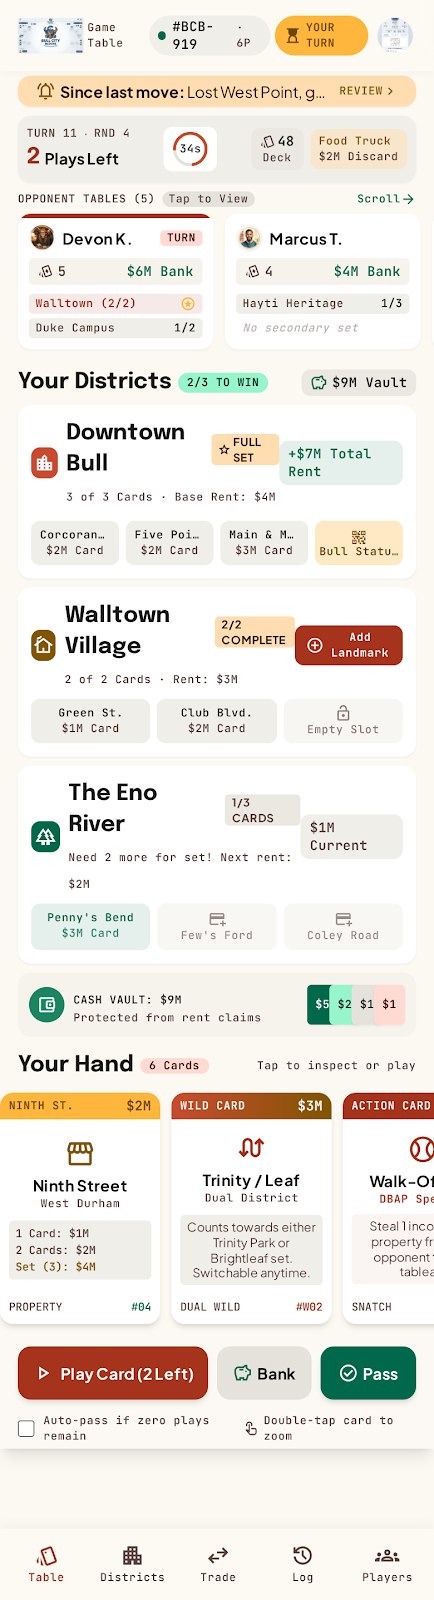 BULL CITY
Game
Table
#BCB-
919
·
6P
YOUR
TURN
Since last move: Lost West Point, g…
REVIEW
TURN 11 · RND 4
2 Plays Left
34s
48
Deck
Food Truck
$2M Discard
OPPONENT TABLES (5)
Tap to View
Scroll
Devon K.
TURN
5
$6M Bank
Walltown (2/2)
Duke Campus
1/2
Marcus T.
4
$4M Bank
Hayti Heritage
1/3
No secondary set
Your Districts
2/3 TO WIN
$9M Vault
Downtown
Bull
FULL
SET
+$7M Total
Rent
3 of 3 Cards · Base Rent: $4M
Corcoran…
$2M Card
Five Poi…
$2M Card
Main & M…
$3M Card
Bull Statu…
Walltown
Village
2/2
COMPLETE
Add
Landmark
2 of 2 Cards · Rent: $3M
Green St.
$1M Card
Club Blvd.
$2M Card
Empty Slot
The Eno
River
1/3
CARDS
$1M
Current
Need 2 more for set! Next rent:
$2M
Penny's Bend
$3M Card
Few's Ford
Coley Road
CASH VAULT: $9M
Protected from rent claims
$5
$2
$1
$1
Your Hand
6 Cards
Tap to inspect or play
NINTH ST.
$2M
Ninth Street
West Durham
1 Card: $1M
2 Cards: $2M
Set (3): $4M
PROPERTY
#04
WILD CARD
$3M
Trinity / Leaf
Dual District
Counts towards either
Trinity Park or
Brightleaf set.
Switchable anytime.
DUAL WILD
#W02
ACTION CARD
Walk-Of
DBAP Spe
Steal 1 inco
property fr
opponent
tablea
SNATCH
Play Card (2 Left)
Bank
Pass
Auto-pass if zero plays
remain
Double-tap card to
zoom
Table
Districts
Trade
Log
Players